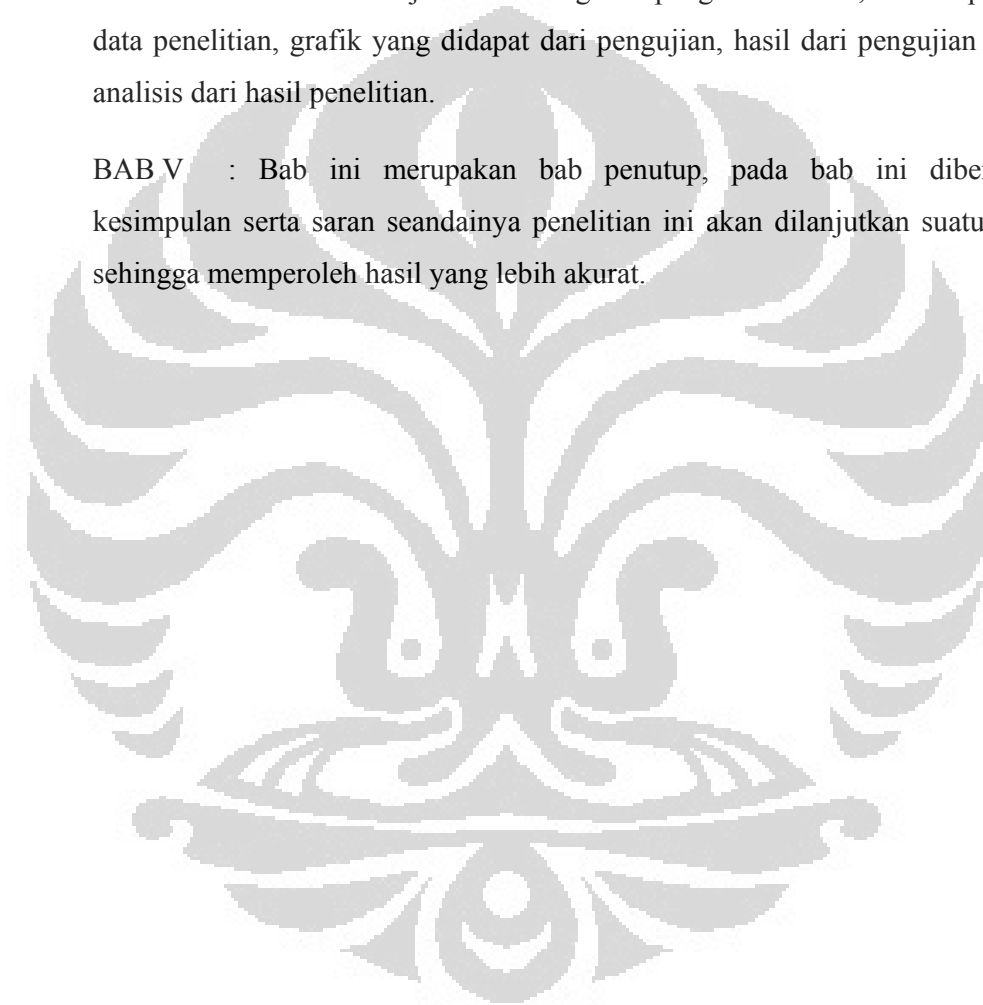 data penelitian, grafik yang didapat dari pengujian, hasil dari pengujian
analisis dari hasil penelitian.
BAB V : Bab ini merupakan bab penutup, pada bab ini
kesimpulan serta saran seandainya penelitian ini akan dilanjutkan suatu
sehingga memperoleh hasil yang lebih akurat.